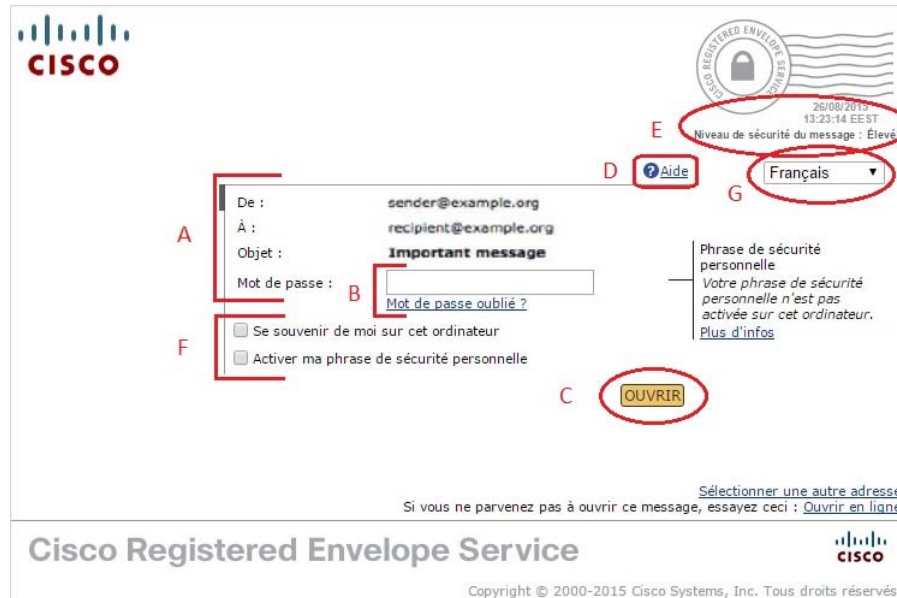 CISCO
CISCO REGISTERED ENVELOPE SERVICE
26/08/2015
13:23:14 EEST
E
Niveau de sécurité du message : Élevé
D
Aide
Français
G
A
De : sender@example.org
À : recipient@example.org
Objet : Important message
Mot de passe :
B
Mot de passe oublié ?
Phrase de sécurité
personnelle
Votre phrase de sécurité
personnelle n'est pas
activée sur cet ordinateur.
Plus d'infos
F
Se souvenir de moi sur cet ordinateur
Activer ma phrase de sécurité personnelle
C
OUVRIR
Sélectionner une autre adresse
Si vous ne parvenez pas à ouvrir ce message, essayez ceci : Ouvrir en ligne
Cisco Registered Envelope Service
CISCO
Copyright © 2000-2015 Cisco Systems, Inc. Tous droits réservés